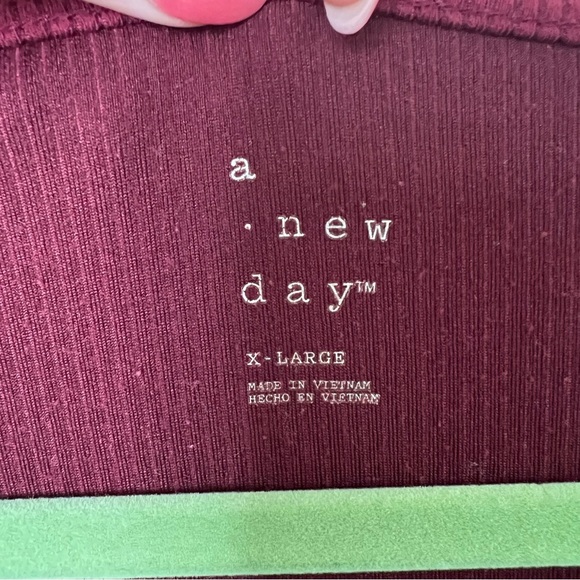 a
· new
day™
X-LARGE
MADE IN VIETNAM
HECHO EN VIETNAM